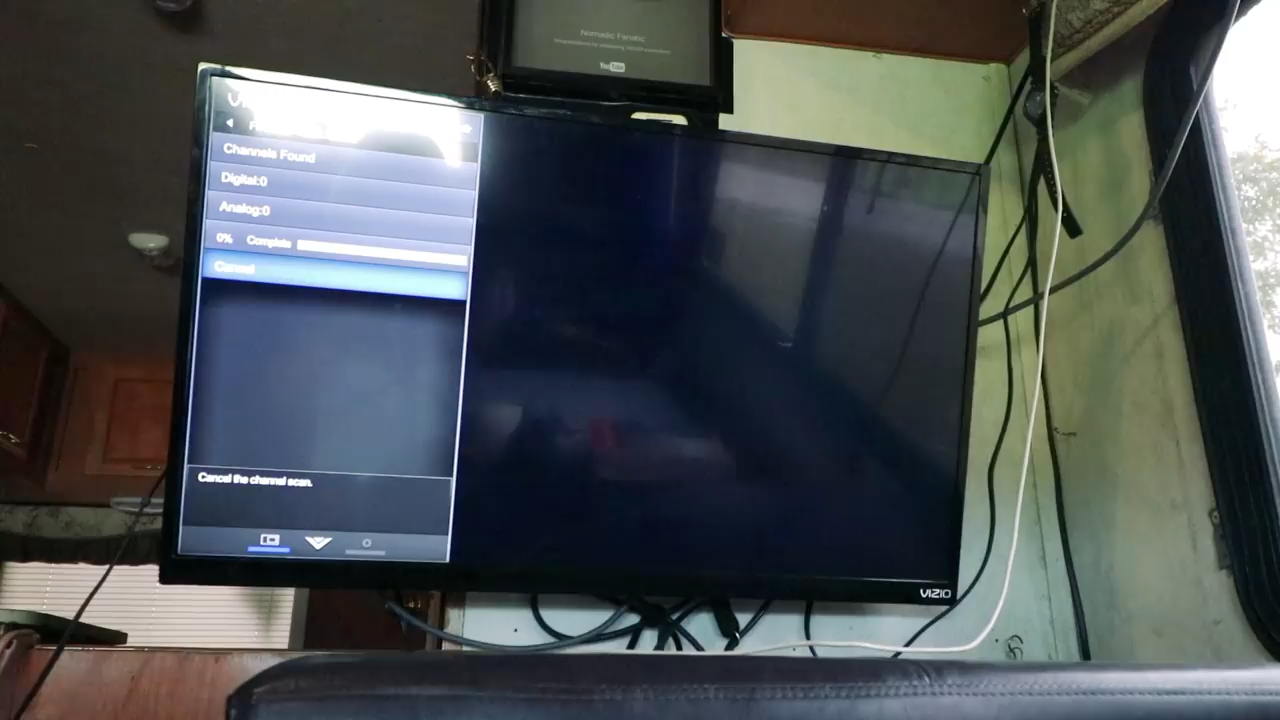 Nomadic Fanatic
YouTube
Channels Found
Digital:0
Analog:0
0% Complete
Cancel
Cancel the channel scan.
VIZIO